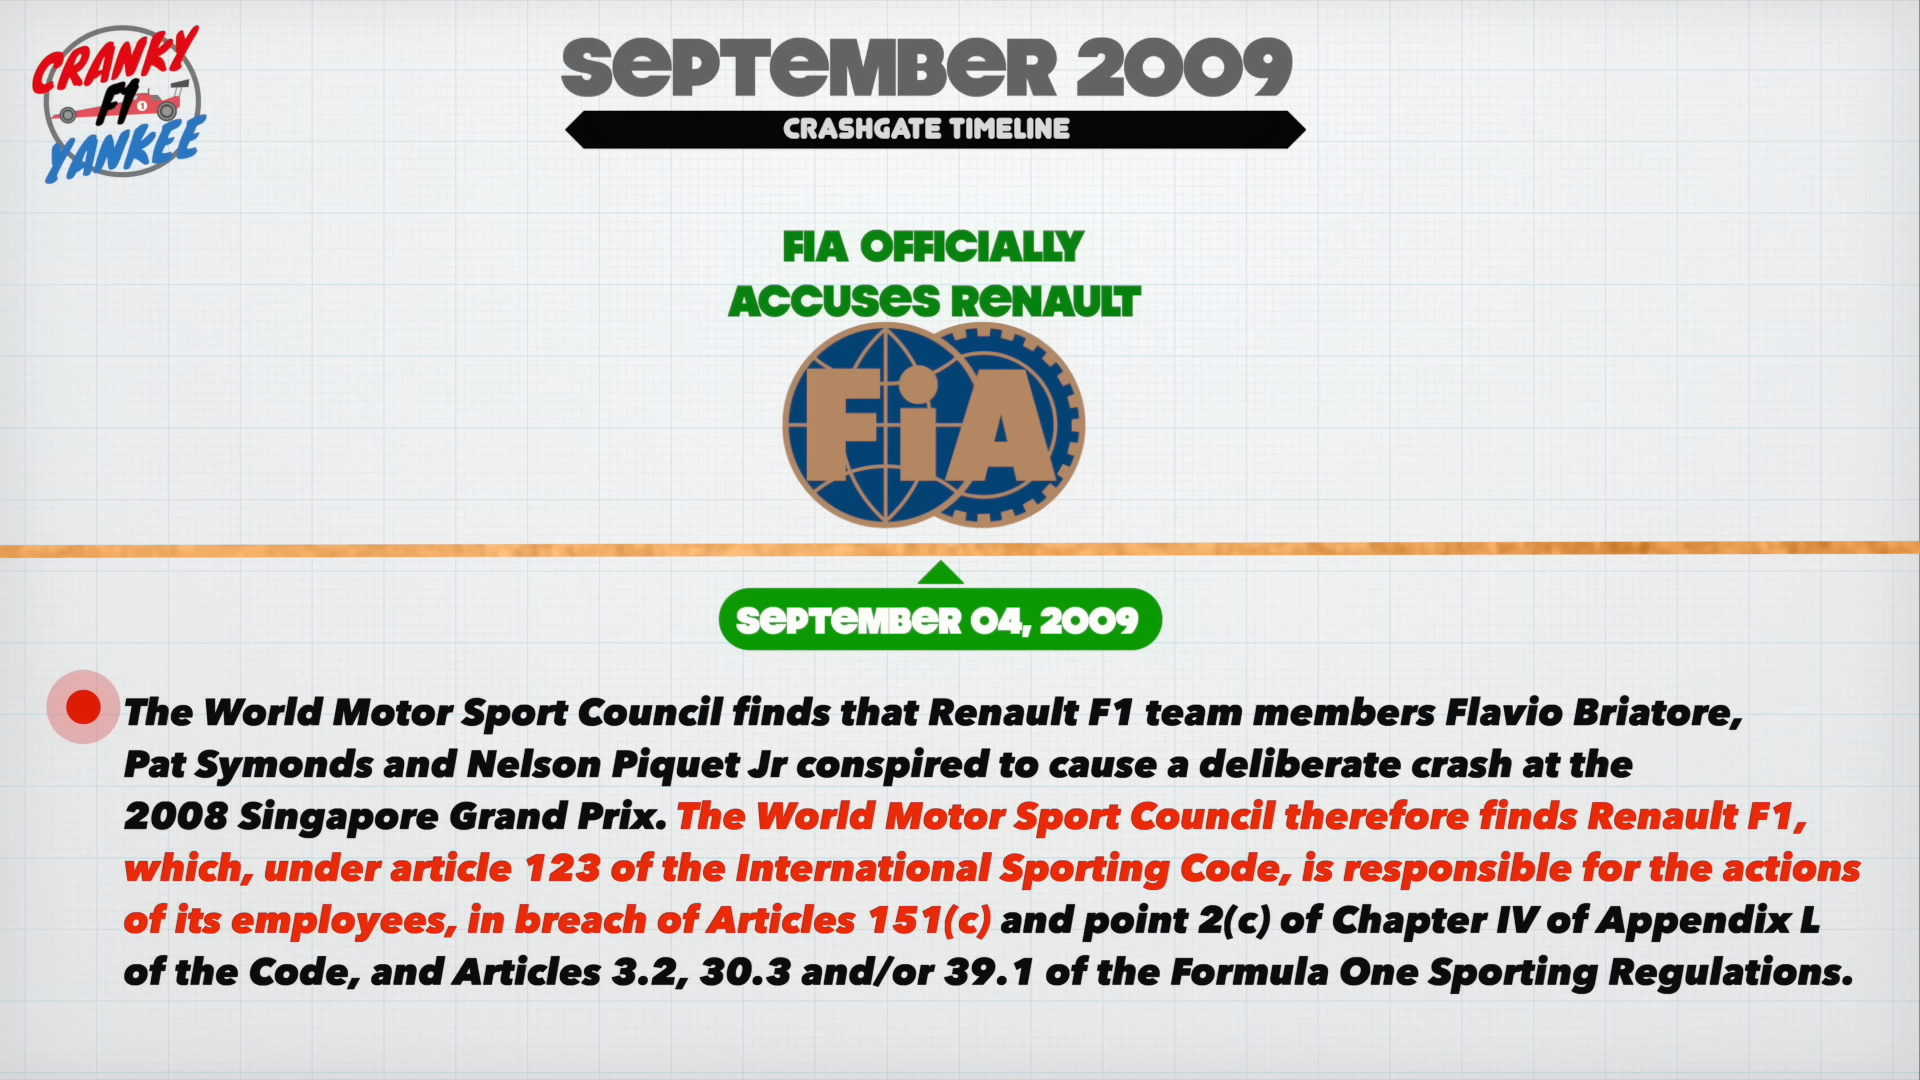 CRANKY
F1
1
YANKEE
SEPTEMBER 2009
CRASHGATE TIMELINE
FIA OFFICIALLY
ACCUSES RENAULT
FiA
SEPTEMBER 04, 2009
The World Motor Sport Council finds that Renault F1 team members Flavio Briatore,
Pat Symonds and Nelson Piquet Jr conspired to cause a deliberate crash at the
2008 Singapore Grand Prix. The World Motor Sport Council therefore finds Renault F1,
which, under article 123 of the International Sporting Code, is responsible for the actions
of its employees, in breach of Articles 151(c) and point 2(c) of Chapter IV of Appendix L
of the Code, and Articles 3.2, 30.3 and/or 39.1 of the Formula One Sporting Regulations.